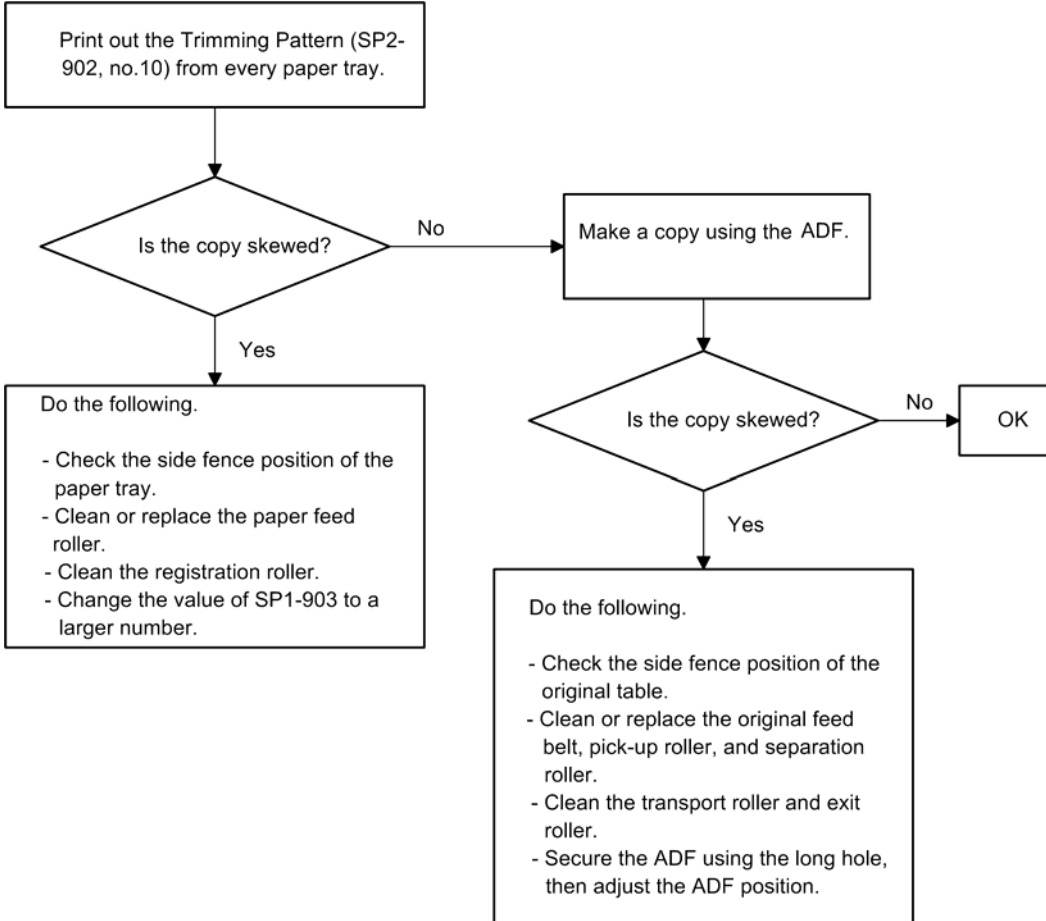 Print out the Trimming Pattern (SP2-
902, no.10) from every paper tray.
Is the copy skewed?
No
Make a copy using the ADF.
Yes
Do the following.
- Check the side fence position of the
paper tray.
- Clean or replace the paper feed
roller.
- Clean the registration roller.
- Change the value of SP1-903 to a
larger number.
Is the copy skewed?
No
OK
Yes
Do the following.
- Check the side fence position of the
original table.
- Clean or replace the original feed
belt, pick-up roller, and separation
roller.
- Clean the transport roller and exit
roller.
- Secure the ADF using the long hole,
then adjust the ADF position.